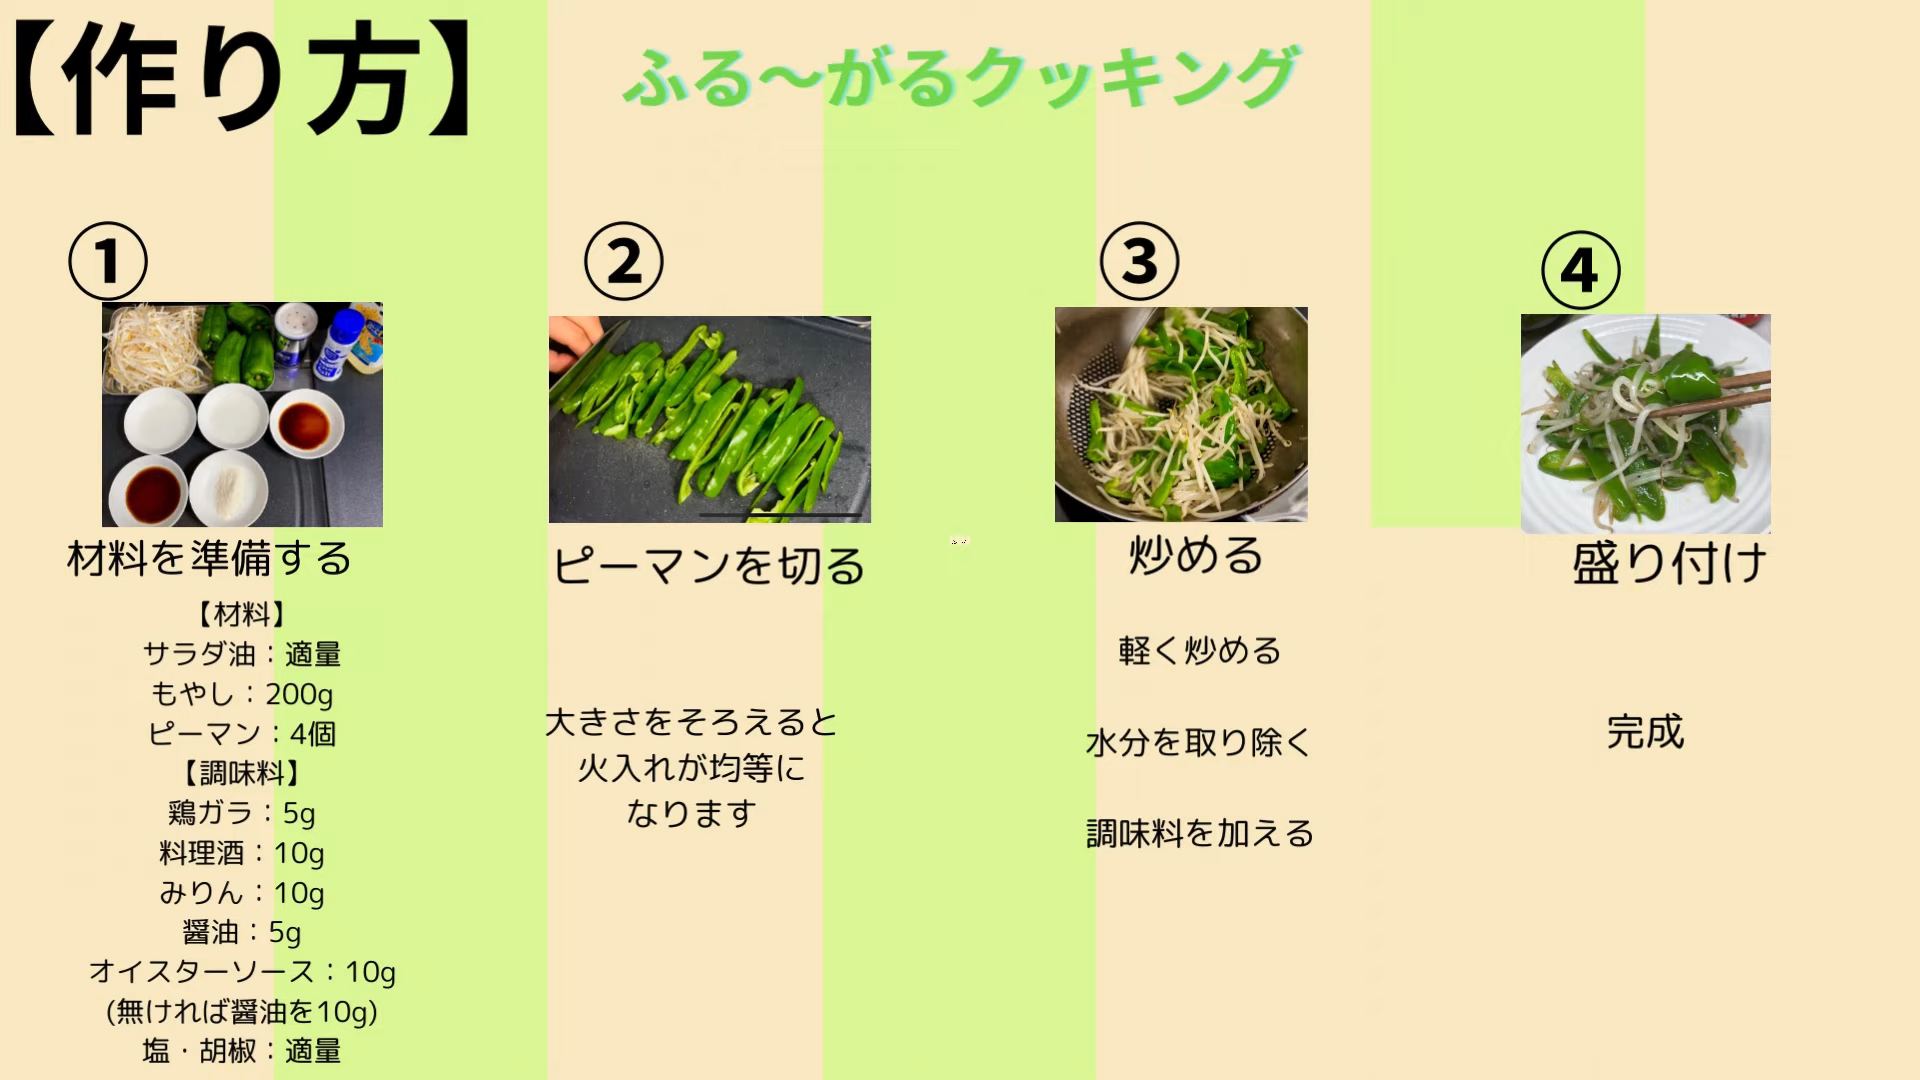 【作り方】
ふる～がるクッキング
①
材料を準備する
【材料】
サラダ油：適量
もやし：200g
ピーマン：4個
【調味料】
鶏ガラ：5g
料理酒：10g
みりん：10g
醤油：5g
オイスターソース：10g
(無ければ醤油を10g)
塩・胡椒：適量
②
ピーマンを切る
大きさをそろえると
火入れが均等に
なります
③
炒める
軽く炒める
水分を取り除く
調味料を加える
④
盛り付け
完成